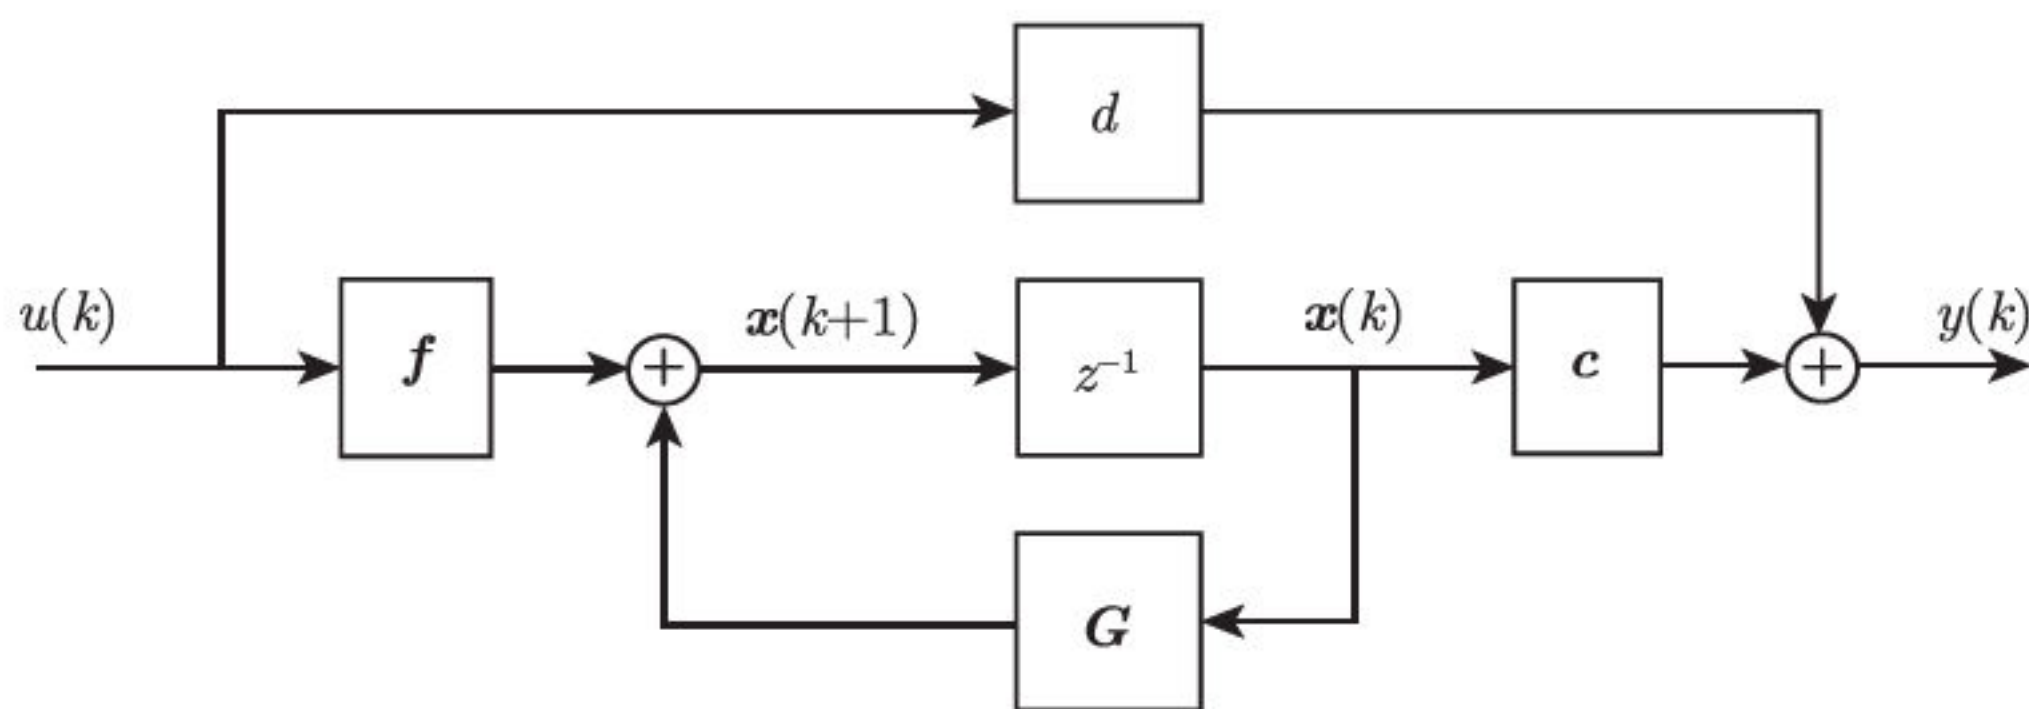 d
u(k)
f
+
x(k+1)
z⁻¹
x(k)
c
+
y(k)
G